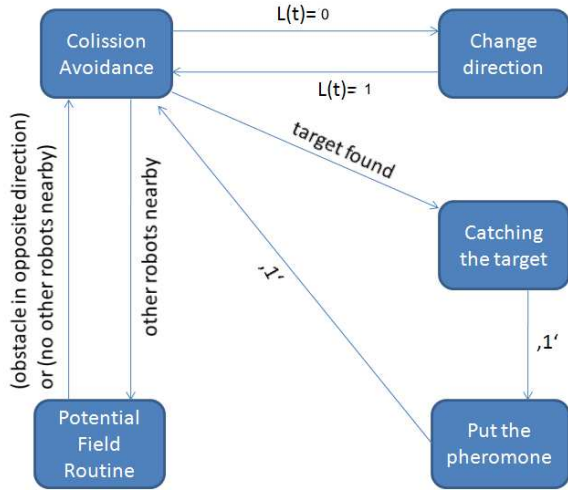 Colission
Avoidance
L(t)= 0
L(t)= 1
Change
direction
target found
Catching
the target
‚1‘
‚1‘
(obstacle in opposite direction)
or (no other robots nearby)
other robots nearby
Potential
Field
Routine
Put the
pheromone